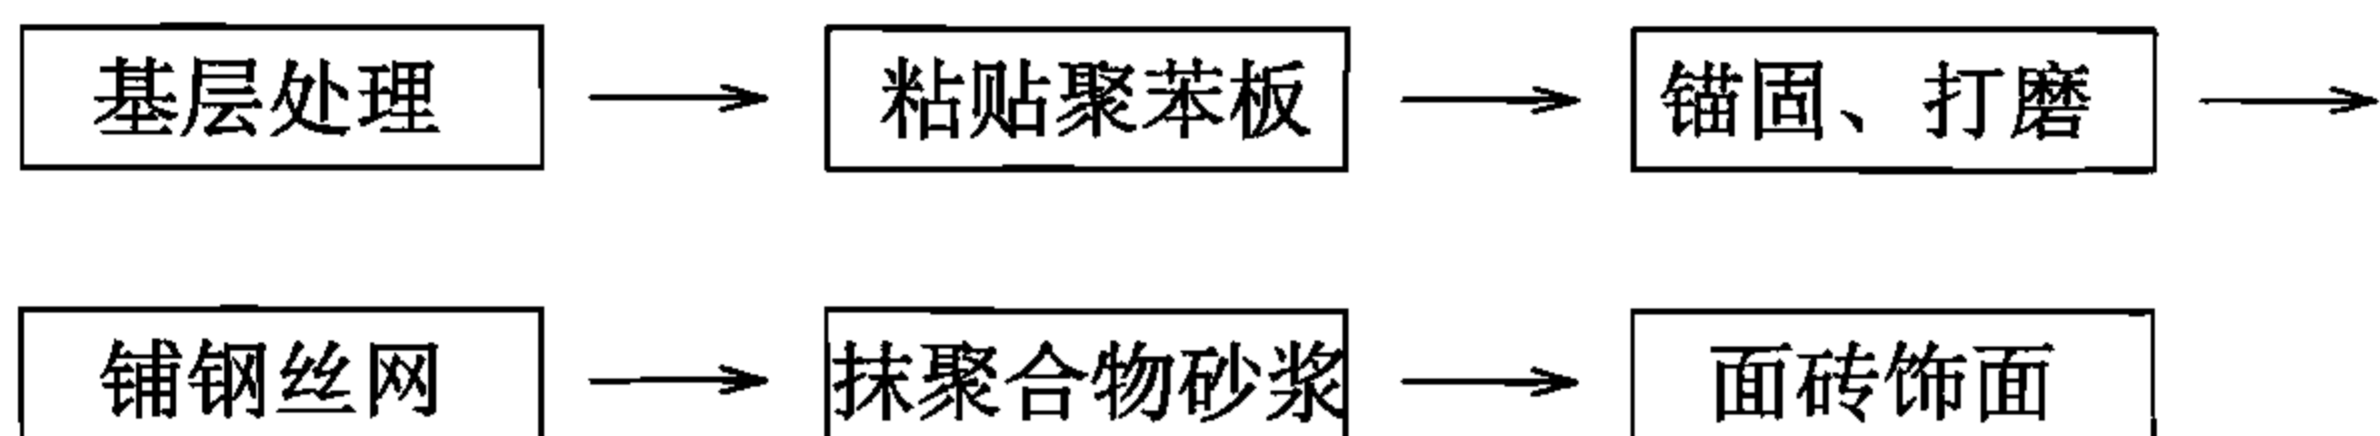 基层处理 → 粘贴聚苯板 → 锚固、打磨 →
铺钢丝网 → 抹聚合物砂浆 → 面砖饰面